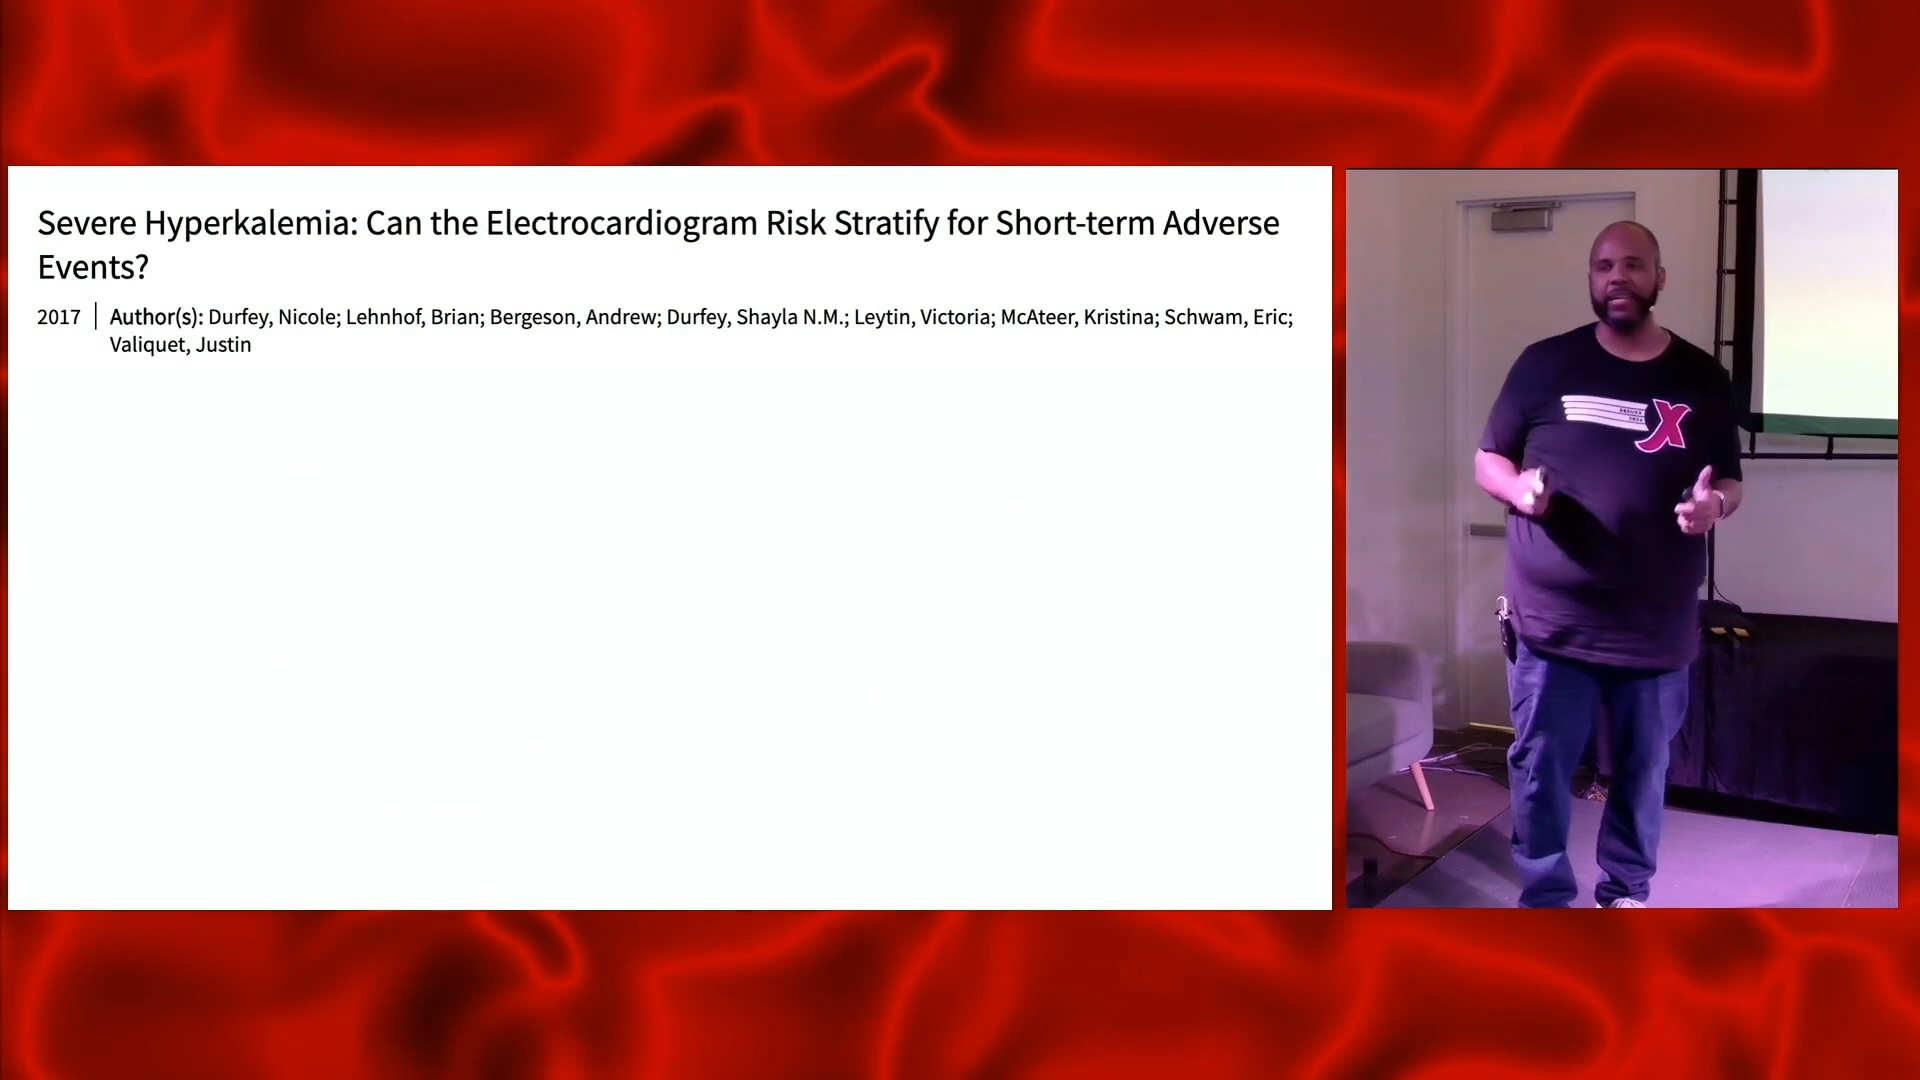 Severe Hyperkalemia: Can the Electrocardiogram Risk Stratify for Short-term Adverse
Events?
2017 | Author(s): Durfey, Nicole; Lehnhof, Brian; Bergeson, Andrew; Durfey, Shayla N.M.; Leytin, Victoria; McAteer, Kristina; Schwam, Eric;
Valiquet, Justin
X